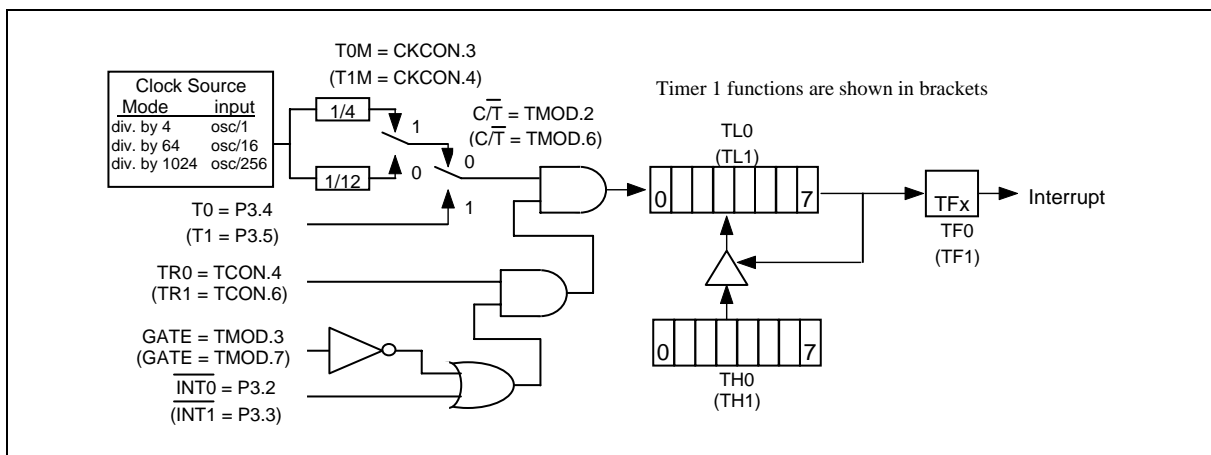 T0M = CKCON.3
(T1M = CKCON.4)
Clock Source
Mode input
div. by 4 osc/1
div. by 64 osc/16
div. by 1024 osc/256
1/4
1/12
1
0
C/T̅ = TMOD.2
(C/T̅ = TMOD.6)
0
1
T0 = P3.4
(T1 = P3.5)
TR0 = TCON.4
(TR1 = TCON.6)
GATE = TMOD.3
(GATE = TMOD.7)
I̅N̅T̅0̅ = P3.2
(I̅N̅T̅1̅ = P3.3)
Timer 1 functions are shown in brackets
TL0
(TL1)
0 7
TFx
Interrupt
TF0
(TF1)
0 7
TH0
(TH1)